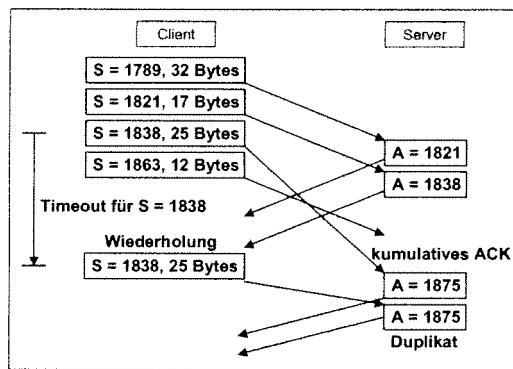 Client
Server
S = 1789, 32 Bytes
S = 1821, 17 Bytes
S = 1838, 25 Bytes
A = 1821
S = 1863, 12 Bytes
A = 1838
Timeout für S = 1838
Wiederholung
kumulatives ACK
S = 1838, 25 Bytes
A = 1875
A = 1875
Duplikat